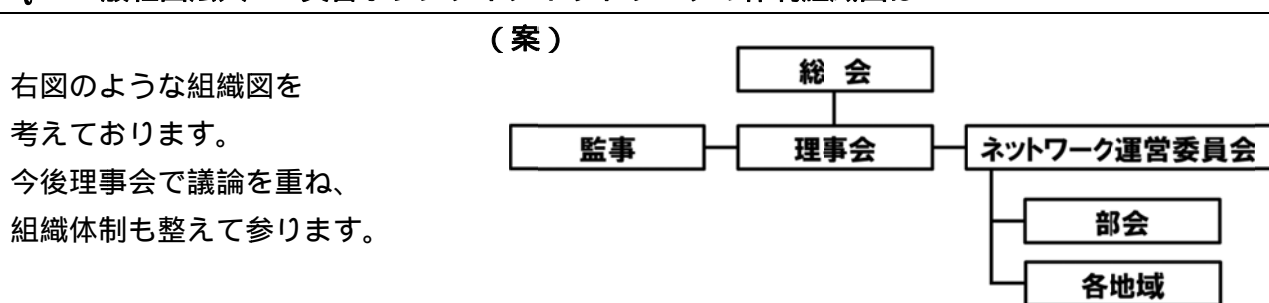 （案）
右図のような組織図を
考えております。
今後理事会で議論を重ね、
組織体制も整えて参ります。
総 会
監事
理事会
ネットワーク運営委員会
部会
各地域